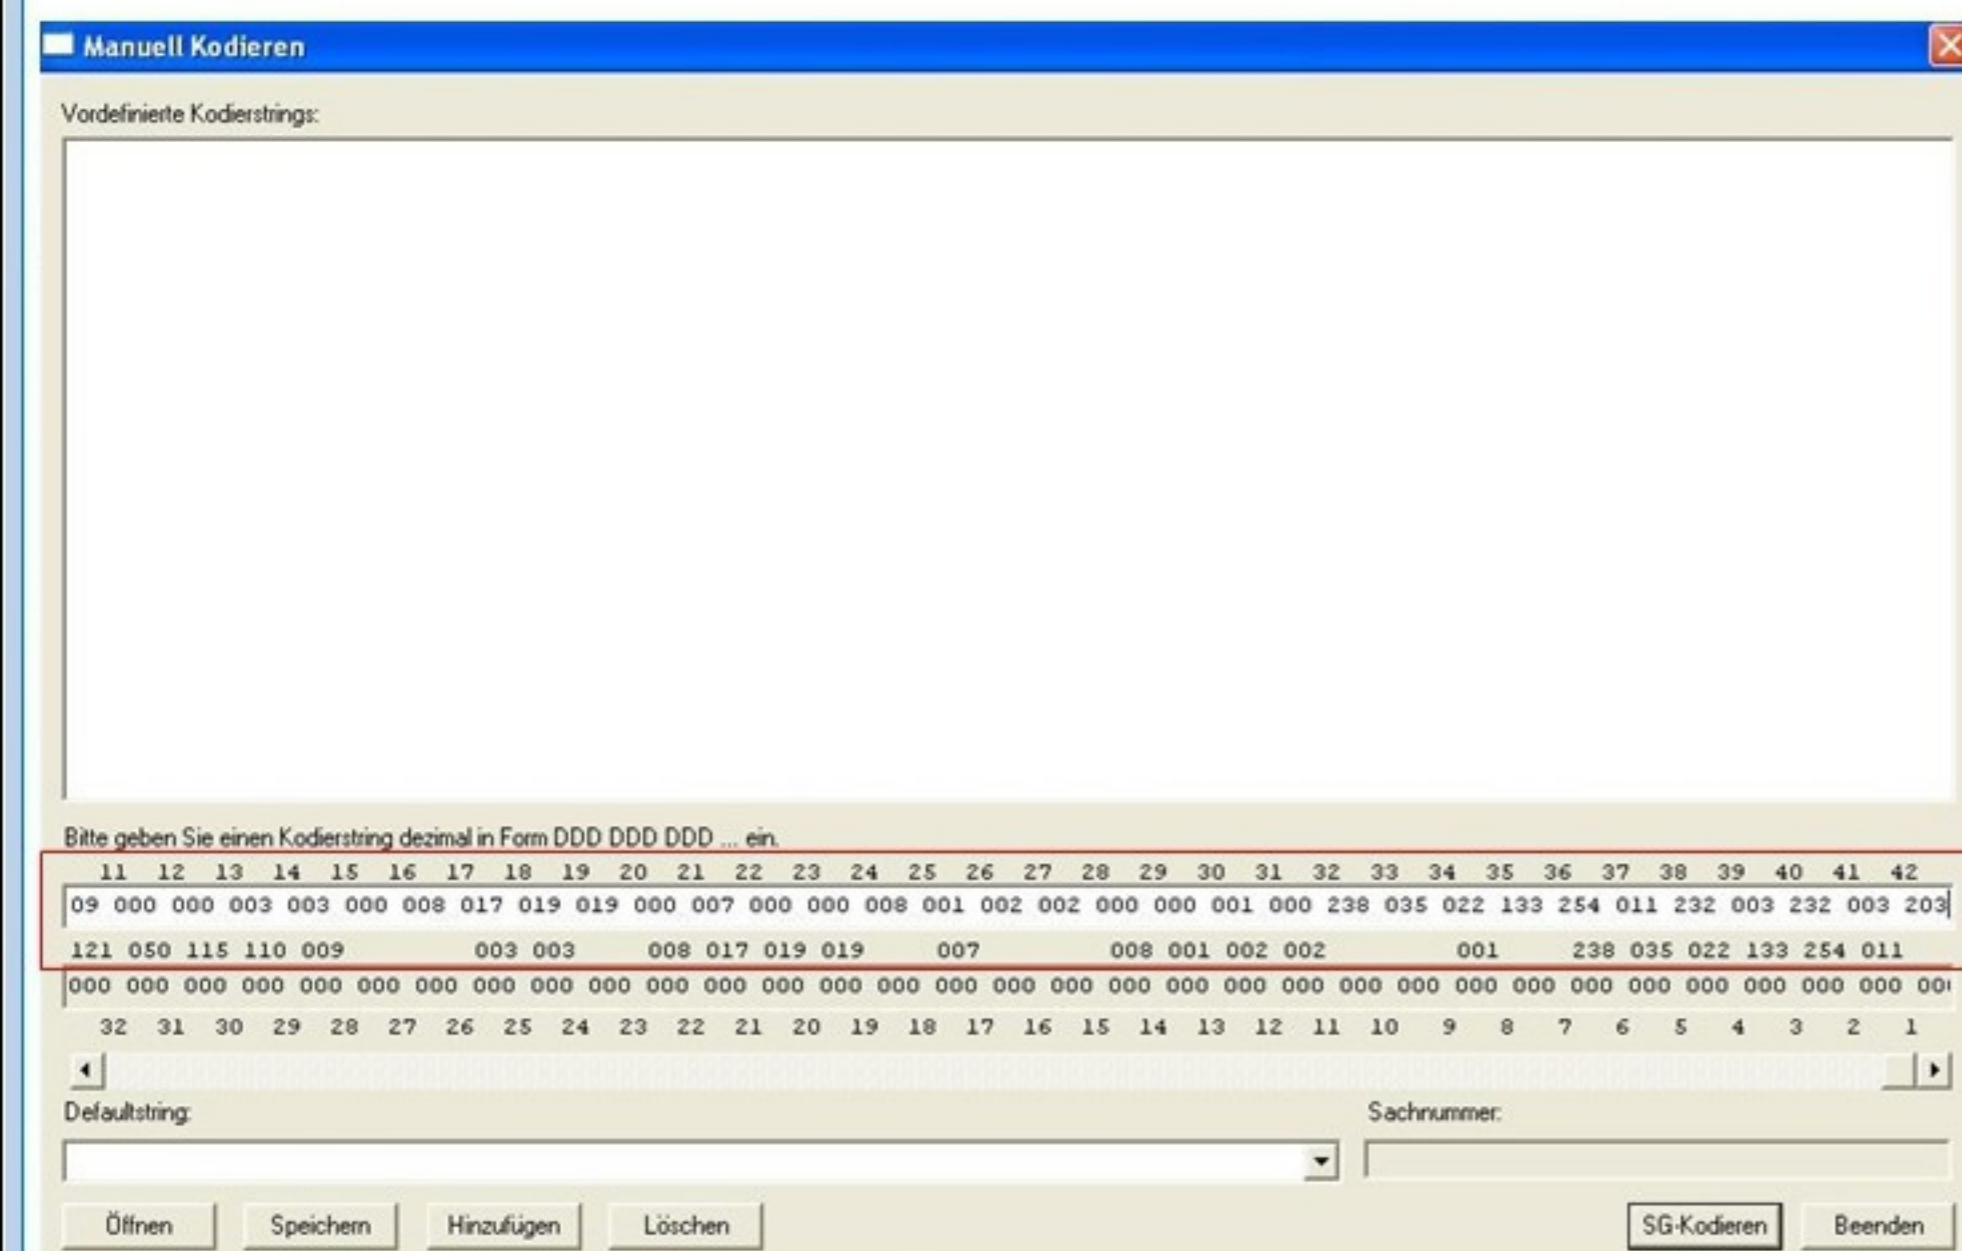 Manuell Kodieren
Vordefinierte Kodierstrings:
Bitte geben Sie einen Kodierstring dezimal in Form DDD DDD DDD ... ein.
11 12 13 14 15 16 17 18 19 20 21 22 23 24 25 26 27 28 29 30 31 32 33 34 35 36 37 38 39 40 41 42
09 000 000 003 003 000 008 017 019 019 000 007 000 000 008 001 002 002 000 000 001 000 238 035 022 133 254 011 232 003 232 003 203
121 050 115 110 009 003 003 008 017 019 019 007 008 001 002 002 001 238 035 022 133 254 011
000 000 000 000 000 000 000 000 000 000 000 000 000 000 000 000 000 000 000 000 000 000 000 000 000 000 000 000 000 000 000 000 00
32 31 30 29 28 27 26 25 24 23 22 21 20 19 18 17 16 15 14 13 12 11 10 9 8 7 6 5 4 3 2 1
Defaultstring: Sachnummer:
Öffnen Speichern Hinzufügen Löschen SG-Kodieren Beenden